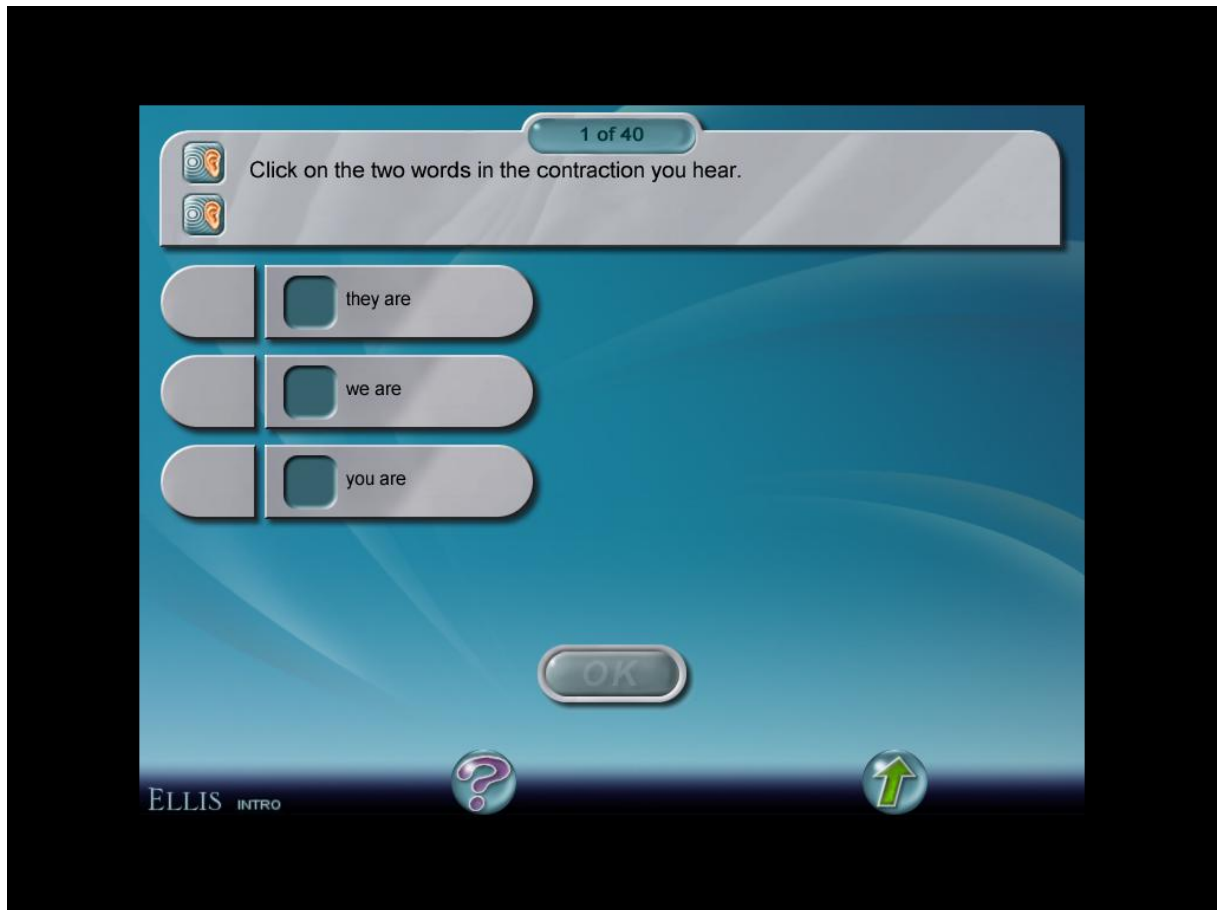 1 of 40
Click on the two words in the contraction you hear.
they are
we are
you are
OK
?
ELLIS INTRO